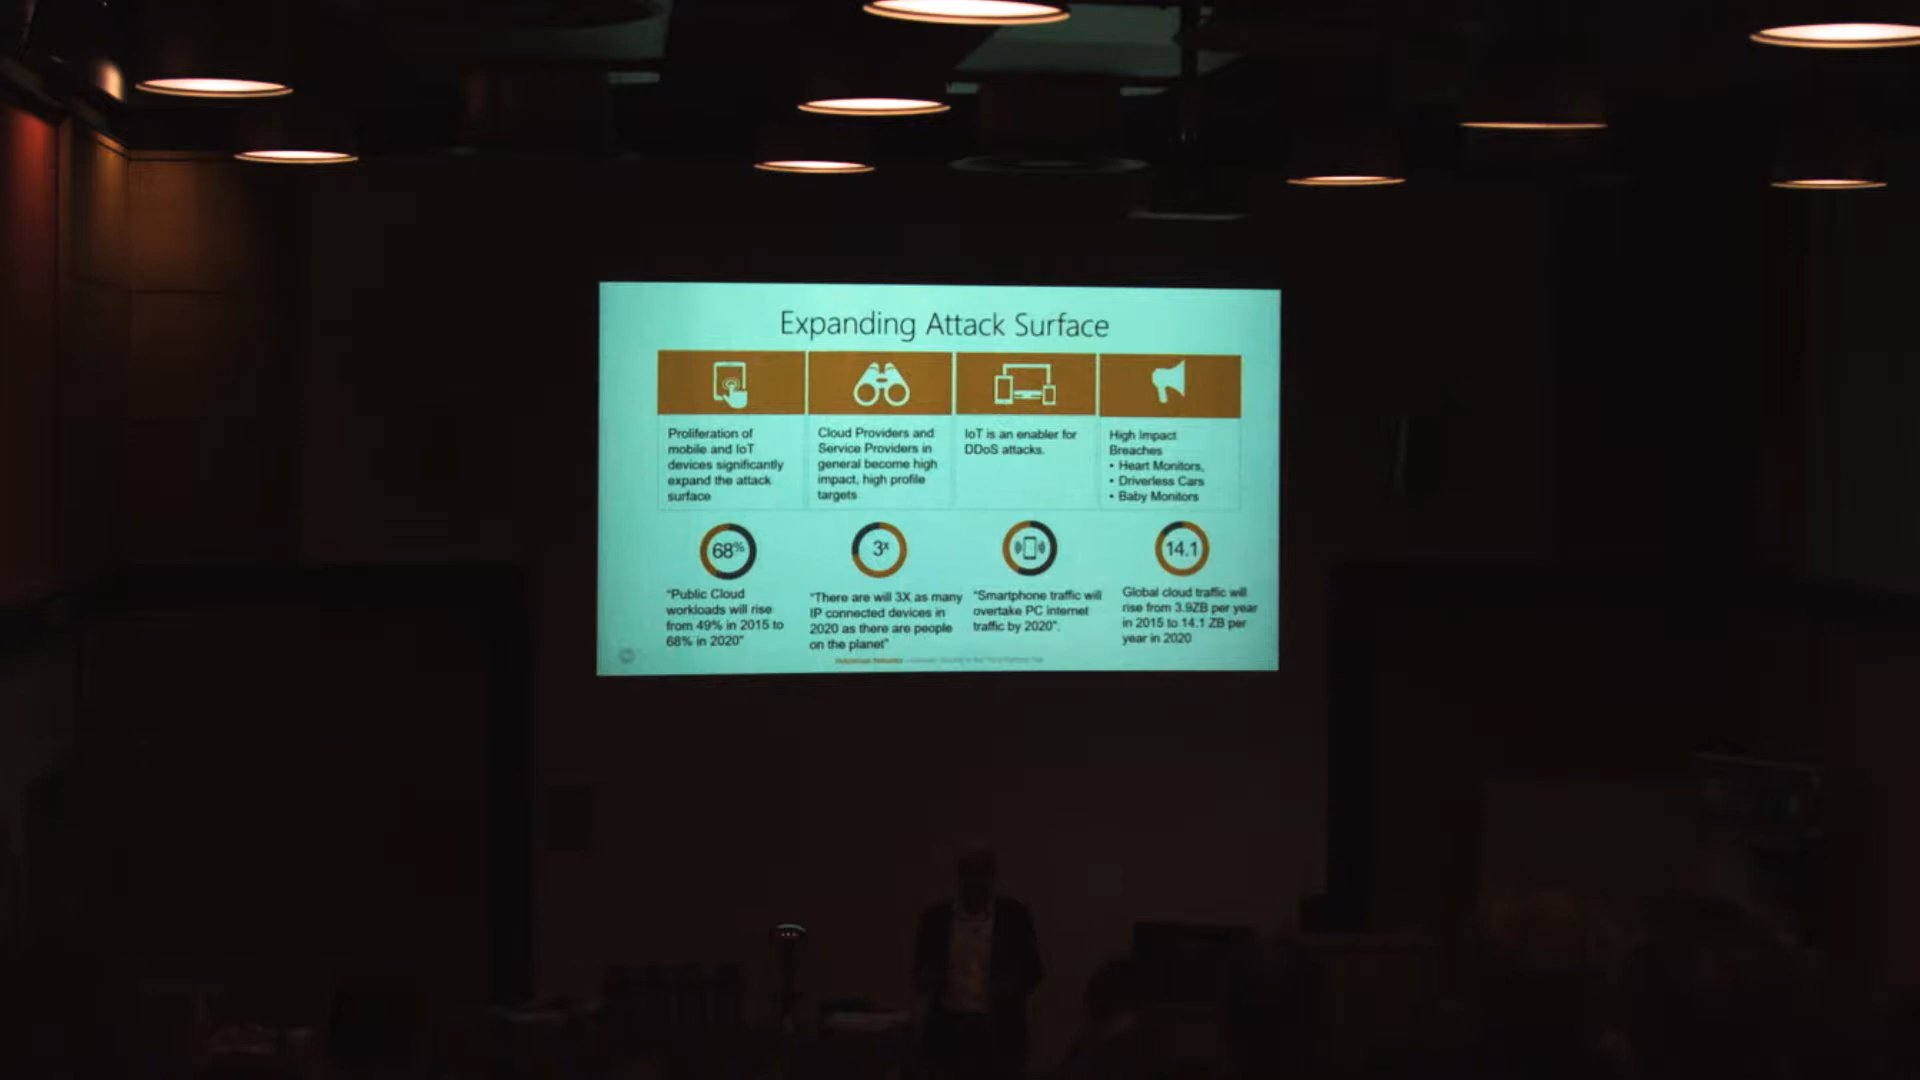 Expanding Attack Surface
Proliferation of
mobile and IoT
devices significantly
expand the attack
surface
Cloud Providers and
Service Providers in
general become high
impact, high profile
targets
IoT is an enabler for
DDoS attacks.
High Impact
Breaches
• Heart Monitors,
• Driverless Cars
• Baby Monitors
68%
"Public Cloud
workloads will rise
from 49% in 2015 to
68% in 2020"
3x
"There are will 3X as many
IP connected devices in
2020 as there are people
on the planet"
"Smartphone traffic will
overtake PC internet
traffic by 2020".
14.1
Global cloud traffic will
rise from 3.9ZB per year
in 2015 to 14.1 ZB per
year in 2020